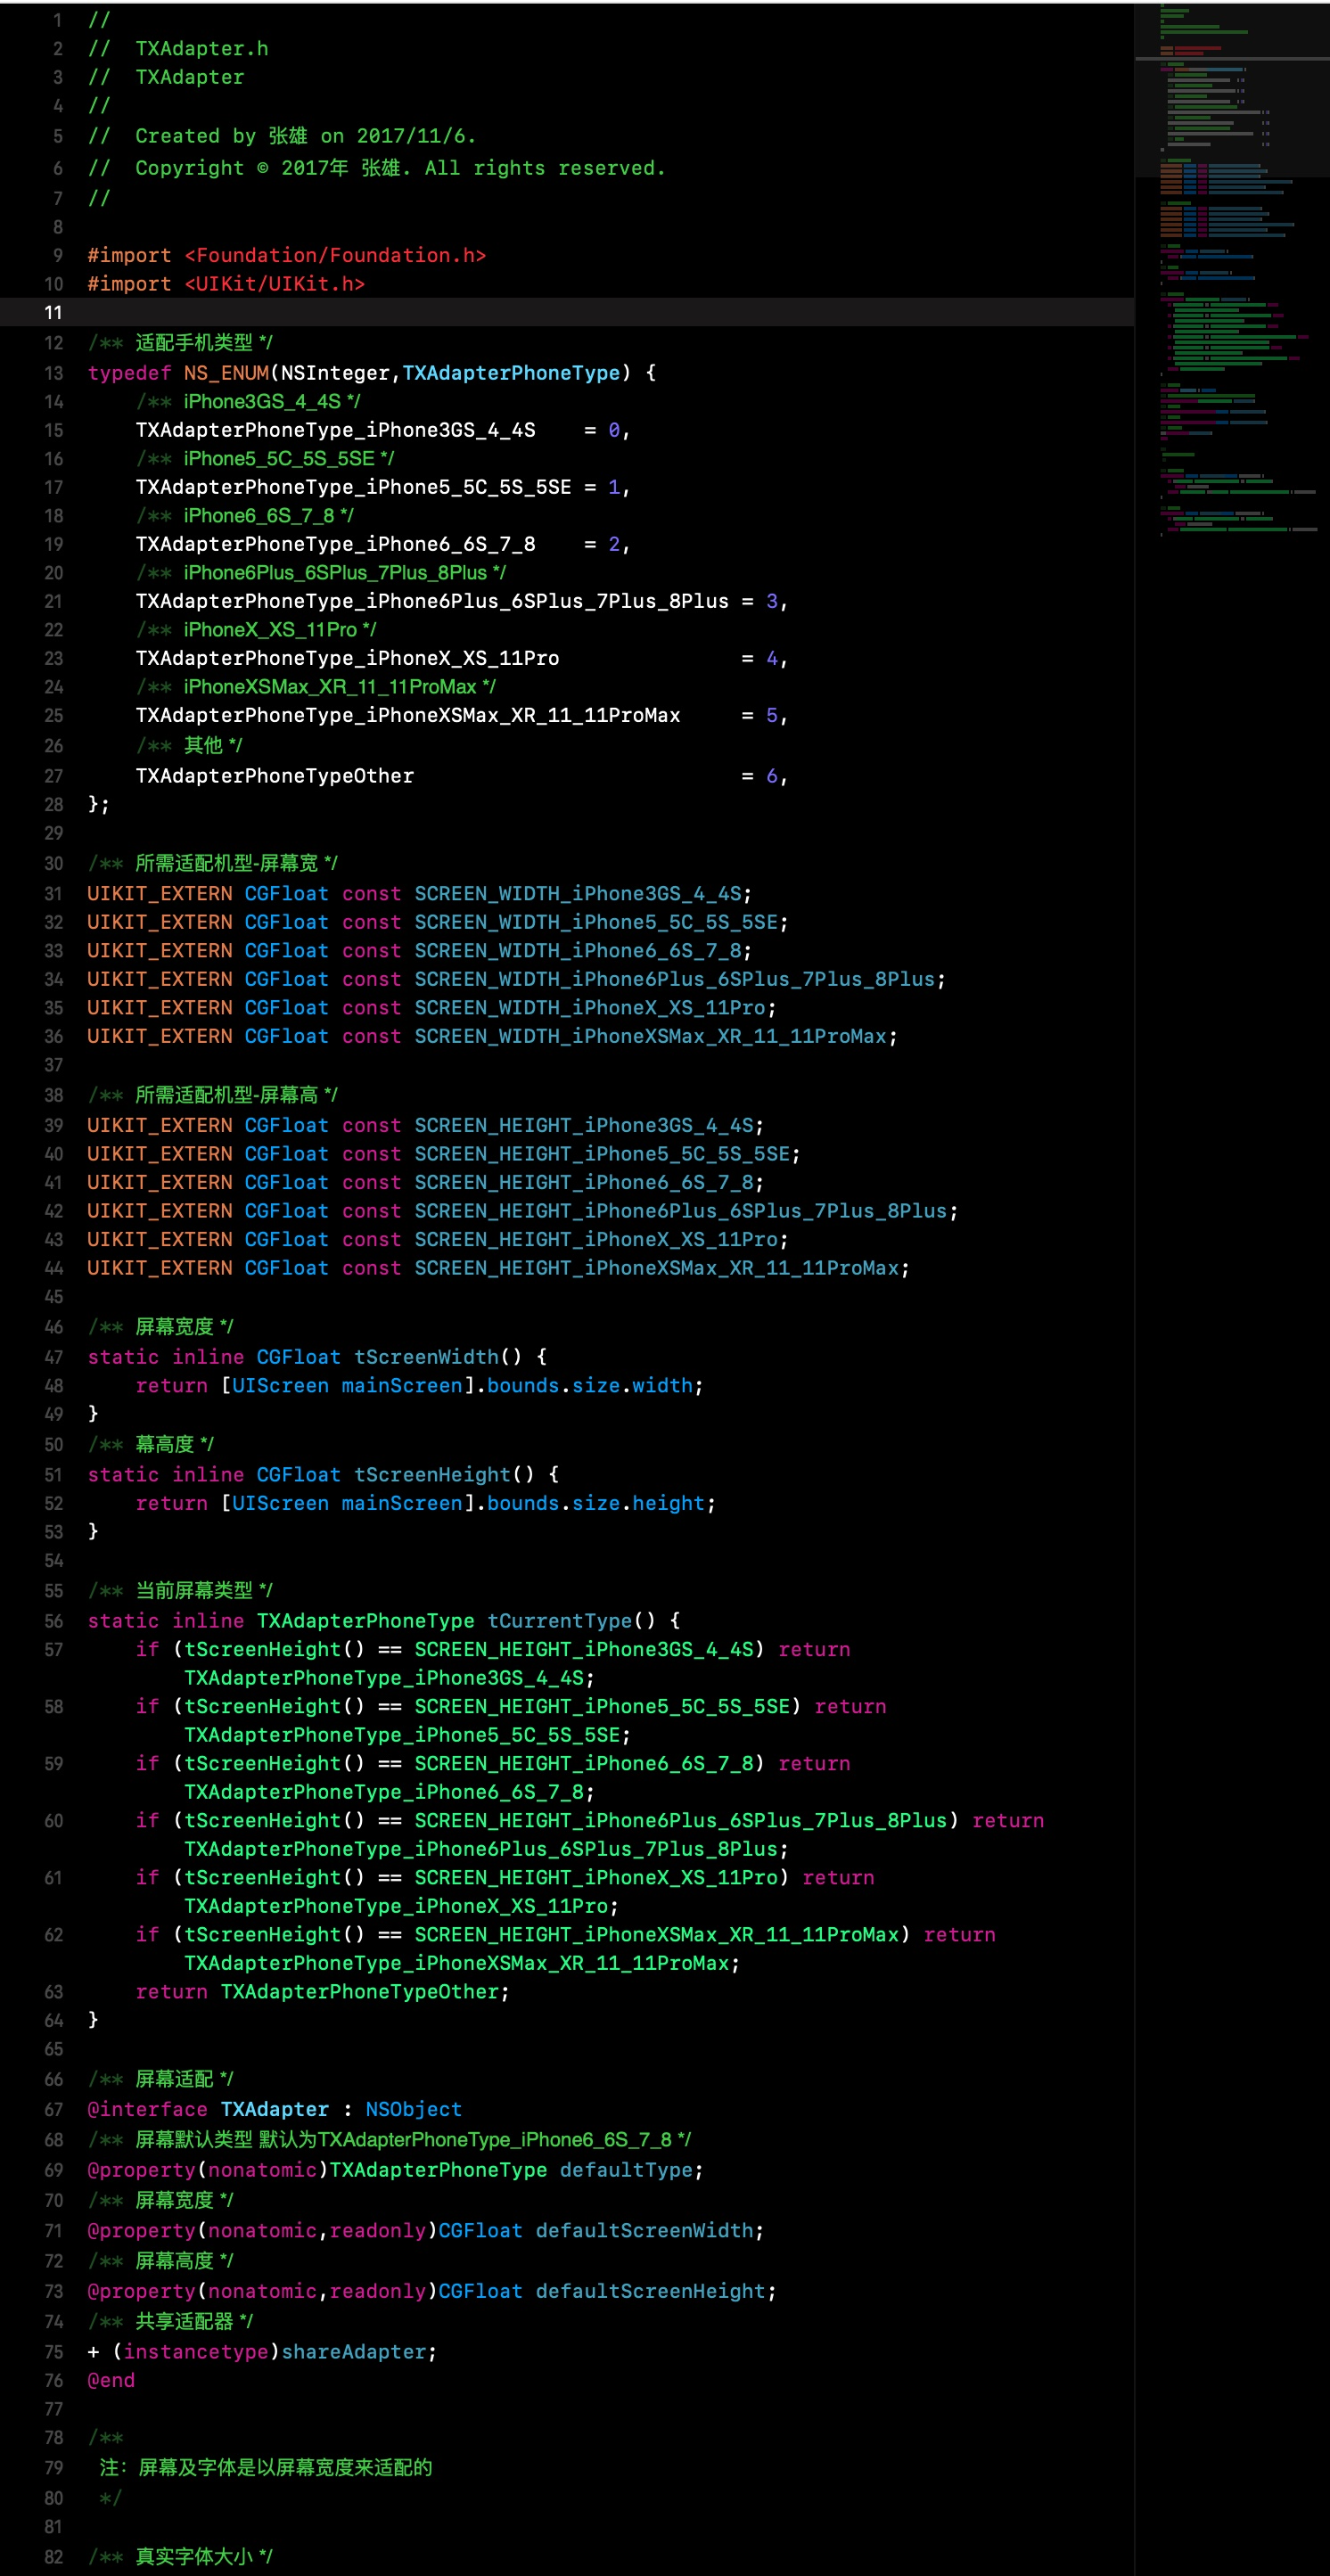 1 //
2 //  TXAdapter.h
3 //  TXAdapter
4 //
5 //  Created by 张雄 on 2017/11/6.
6 //  Copyright © 2017年 张雄. All rights reserved.
7 //
8
9 #import <Foundation/Foundation.h>
10 #import <UIKit/UIKit.h>
11
12 /** 适配手机类型 */
13 typedef NS_ENUM(NSInteger,TXAdapterPhoneType) {
14     /** iPhone3GS_4_4S */
15     TXAdapterPhoneType_iPhone3GS_4_4S    = 0,
16     /** iPhone5_5C_5S_5SE */
17     TXAdapterPhoneType_iPhone5_5C_5S_5SE = 1,
18     /** iPhone6_6S_7_8 */
19     TXAdapterPhoneType_iPhone6_6S_7_8    = 2,
20     /** iPhone6Plus_6SPlus_7Plus_8Plus */
21     TXAdapterPhoneType_iPhone6Plus_6SPlus_7Plus_8Plus = 3,
22     /** iPhoneX_XS_11Pro */
23     TXAdapterPhoneType_iPhoneX_XS_11Pro               = 4,
24     /** iPhoneXSMax_XR_11_11ProMax */
25     TXAdapterPhoneType_iPhoneXSMax_XR_11_11ProMax     = 5,
26     /** 其他 */
27     TXAdapterPhoneTypeOther                           = 6,
28 };
29
30 /** 所需适配机型-屏幕宽 */
31 UIKIT_EXTERN CGFloat const SCREEN_WIDTH_iPhone3GS_4_4S;
32 UIKIT_EXTERN CGFloat const SCREEN_WIDTH_iPhone5_5C_5S_5SE;
33 UIKIT_EXTERN CGFloat const SCREEN_WIDTH_iPhone6_6S_7_8;
34 UIKIT_EXTERN CGFloat const SCREEN_WIDTH_iPhone6Plus_6SPlus_7Plus_8Plus;
35 UIKIT_EXTERN CGFloat const SCREEN_WIDTH_iPhoneX_XS_11Pro;
36 UIKIT_EXTERN CGFloat const SCREEN_WIDTH_iPhoneXSMax_XR_11_11ProMax;
37
38 /** 所需适配机型-屏幕高 */
39 UIKIT_EXTERN CGFloat const SCREEN_HEIGHT_iPhone3GS_4_4S;
40 UIKIT_EXTERN CGFloat const SCREEN_HEIGHT_iPhone5_5C_5S_5SE;
41 UIKIT_EXTERN CGFloat const SCREEN_HEIGHT_iPhone6_6S_7_8;
42 UIKIT_EXTERN CGFloat const SCREEN_HEIGHT_iPhone6Plus_6SPlus_7Plus_8Plus;
43 UIKIT_EXTERN CGFloat const SCREEN_HEIGHT_iPhoneX_XS_11Pro;
44 UIKIT_EXTERN CGFloat const SCREEN_HEIGHT_iPhoneXSMax_XR_11_11ProMax;
45
46 /** 屏幕宽度 */
47 static inline CGFloat tScreenWidth() {
48     return [UIScreen mainScreen].bounds.size.width;
49 }
50 /** 幕高度 */
51 static inline CGFloat tScreenHeight() {
52     return [UIScreen mainScreen].bounds.size.height;
53 }
54
55 /** 当前屏幕类型 */
56 static inline TXAdapterPhoneType tCurrentType() {
57     if (tScreenHeight() == SCREEN_HEIGHT_iPhone3GS_4_4S) return
        TXAdapterPhoneType_iPhone3GS_4_4S;
58     if (tScreenHeight() == SCREEN_HEIGHT_iPhone5_5C_5S_5SE) return
        TXAdapterPhoneType_iPhone5_5C_5S_5SE;
59     if (tScreenHeight() == SCREEN_HEIGHT_iPhone6_6S_7_8) return
        TXAdapterPhoneType_iPhone6_6S_7_8;
60     if (tScreenHeight() == SCREEN_HEIGHT_iPhone6Plus_6SPlus_7Plus_8Plus) return
        TXAdapterPhoneType_iPhone6Plus_6SPlus_7Plus_8Plus;
61     if (tScreenHeight() == SCREEN_HEIGHT_iPhoneX_XS_11Pro) return
        TXAdapterPhoneType_iPhoneX_XS_11Pro;
62     if (tScreenHeight() == SCREEN_HEIGHT_iPhoneXSMax_XR_11_11ProMax) return
        TXAdapterPhoneType_iPhoneXSMax_XR_11_11ProMax;
63     return TXAdapterPhoneTypeOther;
64 }
65
66 /** 屏幕适配 */
67 @interface TXAdapter : NSObject
68 /** 屏幕默认类型 默认为TXAdapterPhoneType_iPhone6_6S_7_8 */
69 @property(nonatomic)TXAdapterPhoneType defaultType;
70 /** 屏幕宽度 */
71 @property(nonatomic,readonly)CGFloat defaultScreenWidth;
72 /** 屏幕高度 */
73 @property(nonatomic,readonly)CGFloat defaultScreenHeight;
74 /** 共享适配器 */
75 + (instancetype)shareAdapter;
76 @end
77
78 /**
79  注：屏幕及字体是以屏幕宽度来适配的
80  */
81
82 /** 真实字体大小 */